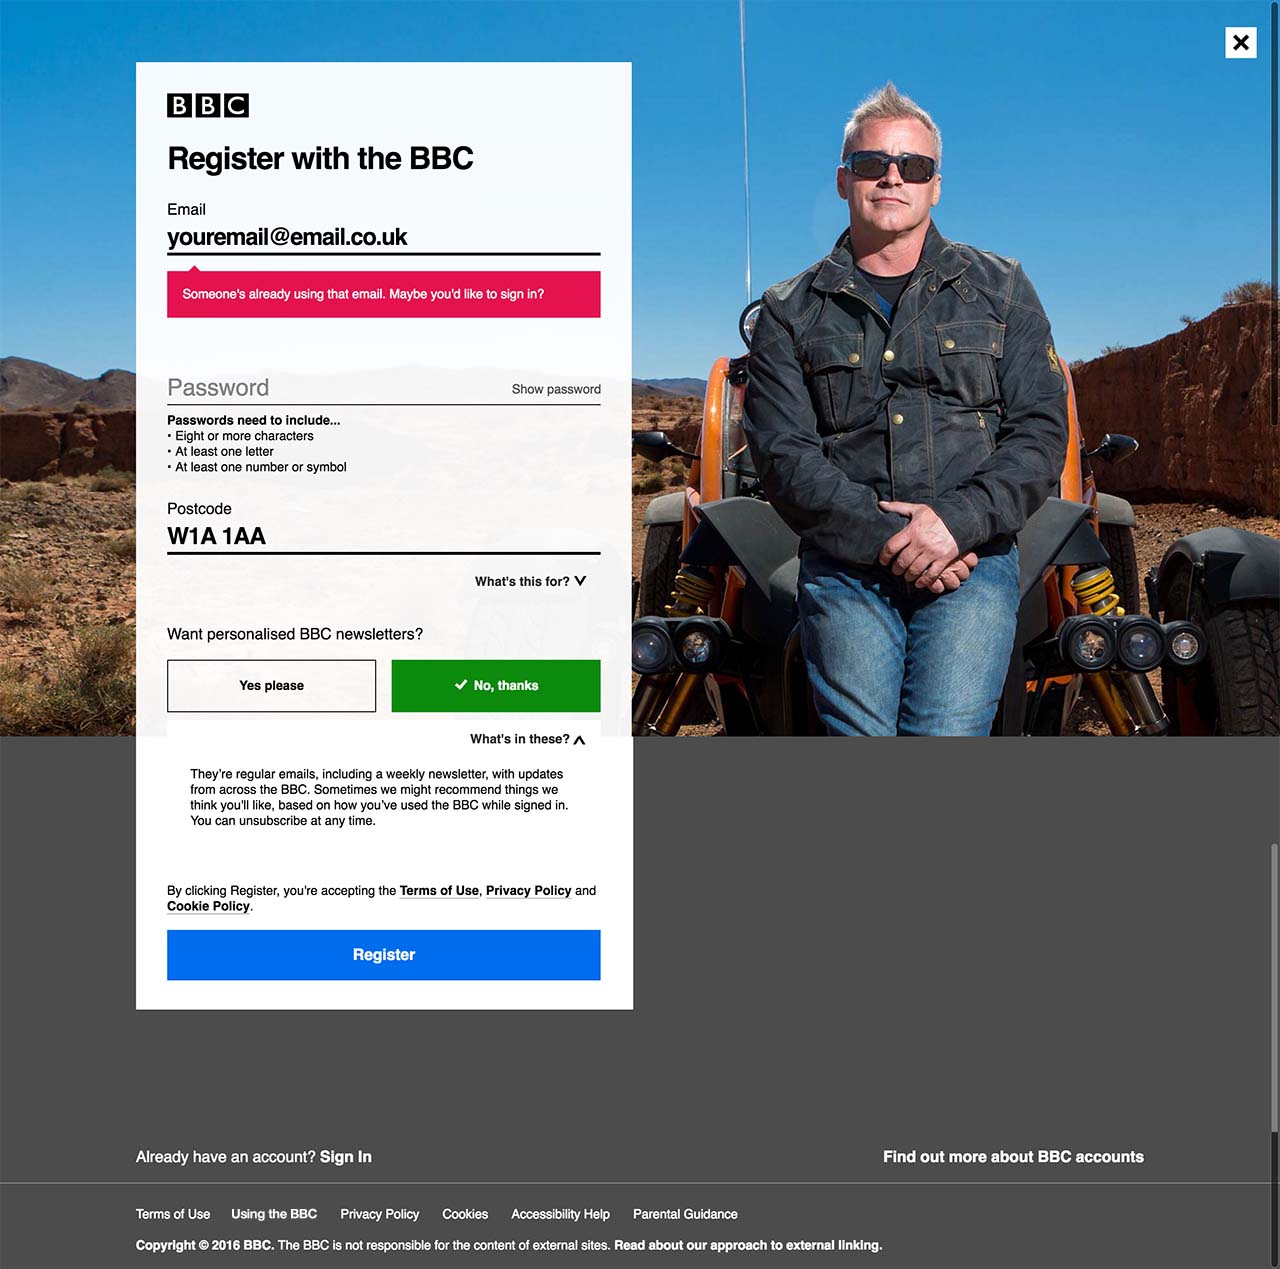 BBC
Register with the BBC
Email
youremail@email.co.uk
Someone's already using that email. Maybe you'd like to sign in?
Password Show password
Passwords need to include...
• Eight or more characters
• At least one letter
• At least one number or symbol
Postcode
W1A 1AA
What's this for?
Want personalised BBC newsletters?
Yes please No, thanks
What's in these?
They’re regular emails, including a weekly newsletter, with updates
from across the BBC. Sometimes we might recommend things we
think you'll like, based on how you’ve used the BBC while signed in.
You can unsubscribe at any time.
By clicking Register, you're accepting the Terms of Use, Privacy Policy and
Cookie Policy.
Register
Already have an account? Sign In Find out more about BBC accounts
Terms of Use Using the BBC Privacy Policy Cookies Accessibility Help Parental Guidance
Copyright © 2016 BBC. The BBC is not responsible for the content of external sites. Read about our approach to external linking.